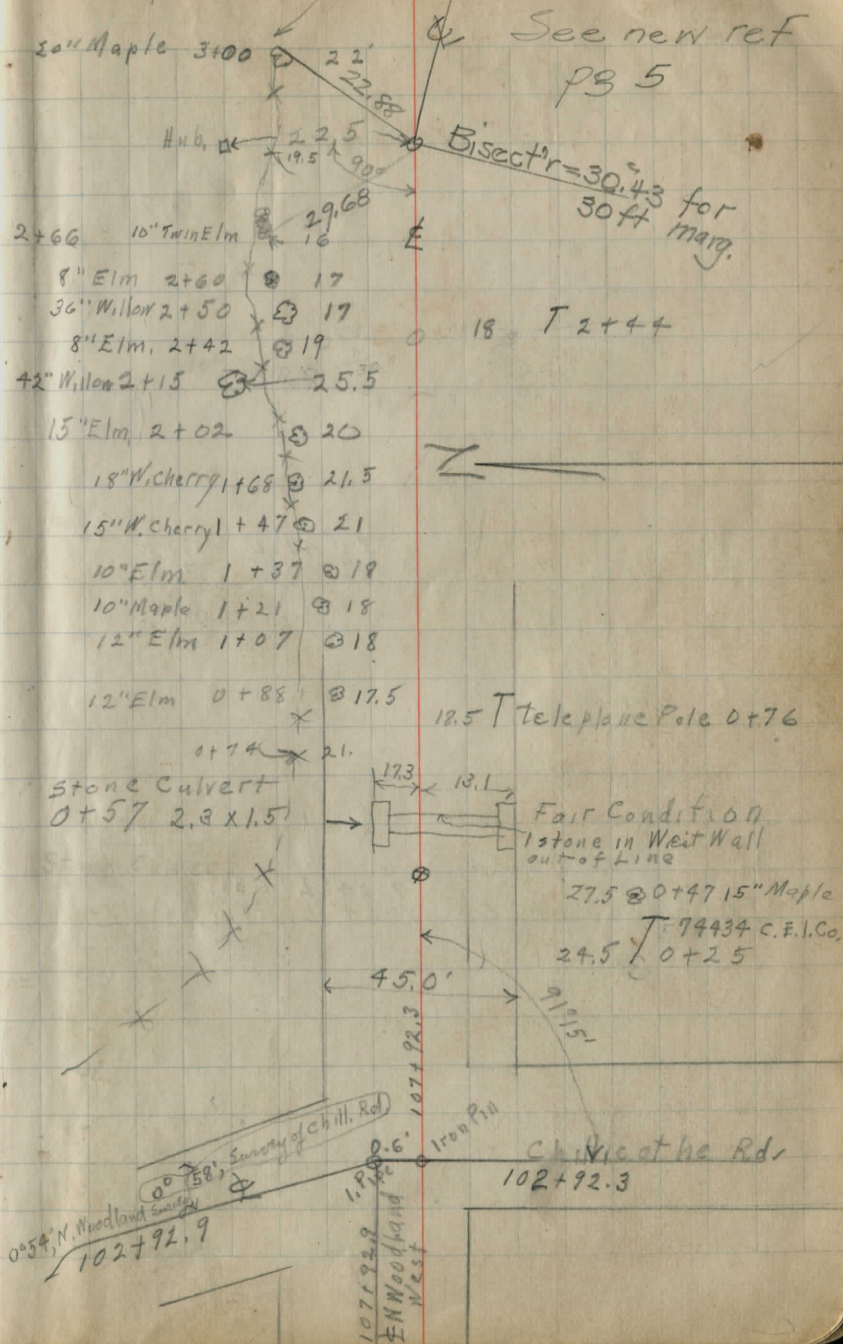 See new ref
pg 5
20" Maple 3+00 22'
22.88
Hub, 22.5
19.5 90°
Bisect'r = 30.43
30ft for
marg.
29.68
2+66 10" Twin Elm 16
8" Elm 2+60 17
36" Willow 2+50 17
18 T 2+44
8" Elm, 2+42 19
42" Willow 2+15 25.5
15" Elm 2+02 20
18" W. Cherry 1+68 21.5
15" W. Cherry 1+47 21
10" Elm 1+37 18
10" Maple 1+21 18
12" Elm 1+07 18
12" Elm 0+88 17.5
18.5 T telephone Pole 0+76
0+74 21.
17.3 13.1
Stone Culvert
0+57 2.3 x 1.5
Fair Condition
1 stone in West Wall
out of Line
27.5 0+47 15" Maple
74434 C.E.I.Co.
24.5 T 0+25
45.0'
91°15'
107+92.3
0°58', Survey of Chill. Rd
0.6'
Iron Pin
I.P.
Chillicothe Rd,
102+92.3
0°54', N. Woodland Survey
102+92.9
107+92.9
N Woodland
West